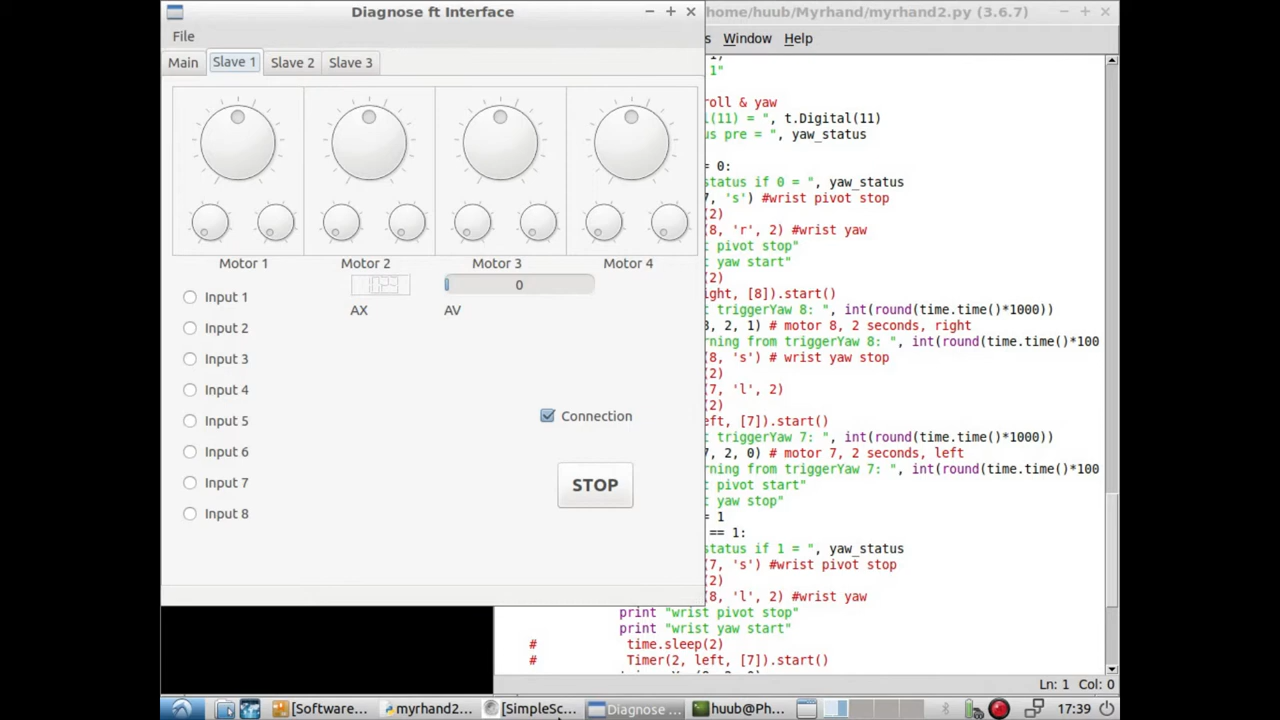 Diagnose ft Interface
File
Main Slave 1 Slave 2 Slave 3
Motor 1 Motor 2 Motor 3 Motor 4
0
AX AV
Input 1
Input 2
Input 3
Input 4
Input 5
Input 6
Input 7
Input 8
Connection
STOP
home/huub/Myrhand/myrhand2.py (3.6.7)
s Window Help
1)
1"
roll & yaw
l(11) = ", t.Digital(11)
us pre = ", yaw_status
= 0:
status if 0 = ", yaw_status
7, 's') #wrist pivot stop
(2)
(8, 'r', 2) #wrist yaw
t pivot stop"
t yaw start"
(2)
ight, [8]).start()
t triggerYaw 8: ", int(round(time.time()*1000))
8, 2, 1) # motor 8, 2 seconds, right
rning from triggerYaw 8: ", int(round(time.time()*100
(8, 's') # wrist yaw stop
(2)
(7, 'l', 2)
(2)
eft, [7]).start()
t triggerYaw 7: ", int(round(time.time()*1000))
7, 2, 0) # motor 7, 2 seconds, left
rning from triggerYaw 7: ", int(round(time.time()*100
t pivot start"
t yaw stop"
= 1
== 1:
status if 1 = ", yaw_status
(7, 's') #wrist pivot stop
(2)
(8, 'l', 2) #wrist yaw
print "wrist pivot stop"
print "wrist yaw start"
# time.sleep(2)
# Timer(2, left, [7]).start()
Ln: 1 Col: 0
[Software... myrhand2.... [SimpleSc... Diagnose ... huub@Ph... 17:39